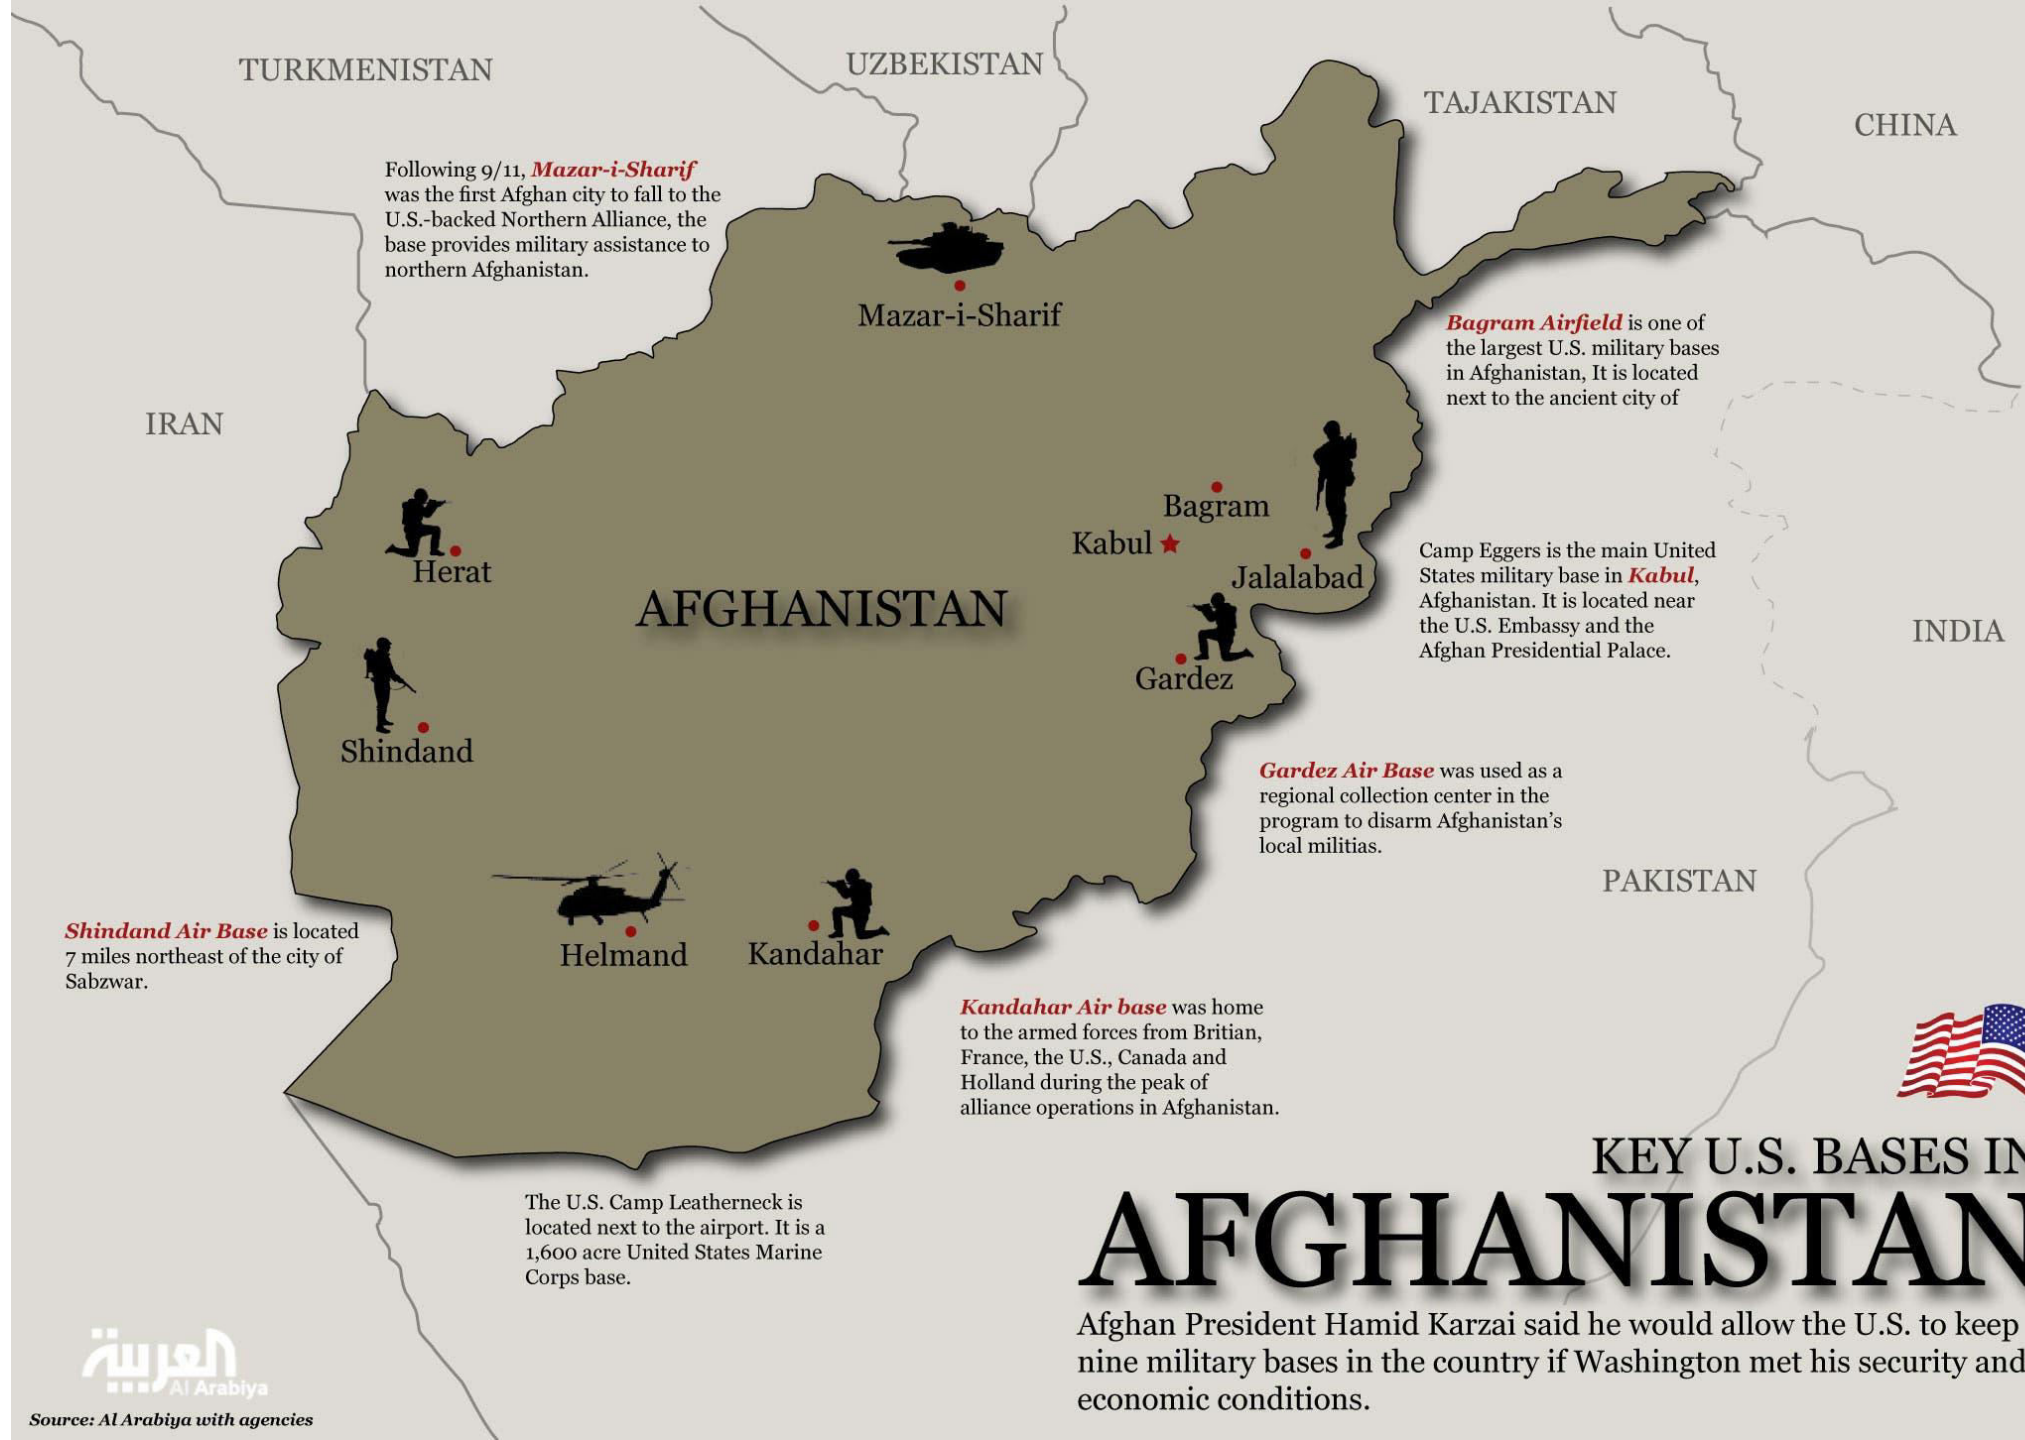 TURKMENISTAN
UZBEKISTAN
TAJAKISTAN
CHINA
Following 9/11, Mazar-i-Sharif
was the first Afghan city to fall to the
U.S.-backed Northern Alliance, the
base provides military assistance to
northern Afghanistan.
Mazar-i-Sharif
Bagram Airfield is one of
the largest U.S. military bases
in Afghanistan, It is located
next to the ancient city of
IRAN
Bagram
Kabul
Jalalabad
Herat
AFGHANISTAN
Camp Eggers is the main United
States military base in Kabul,
Afghanistan. It is located near
the U.S. Embassy and the
Afghan Presidential Palace.
INDIA
Gardez
Shindand
Gardez Air Base was used as a
regional collection center in the
program to disarm Afghanistan's
local militias.
PAKISTAN
Shindand Air Base is located
7 miles northeast of the city of
Sabzwar.
Helmand
Kandahar
Kandahar Air base was home
to the armed forces from Britian,
France, the U.S., Canada and
Holland during the peak of
alliance operations in Afghanistan.
The U.S. Camp Leatherneck is
located next to the airport. It is a
1,600 acre United States Marine
Corps base.
KEY U.S. BASES IN
AFGHANISTAN
Afghan President Hamid Karzai said he would allow the U.S. to keep
nine military bases in the country if Washington met his security and
economic conditions.
العربية
Al Arabiya
Source: Al Arabiya with agencies